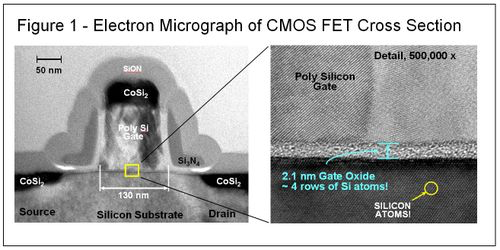 Figure 1 - Electron Micrograph of CMOS FET Cross Section
50 nm
SiON
CoSi2
Poly Si
Gate
Si3N4
CoSi2
CoSi2
130 nm
Source
Silicon Substrate
Drain
Detail, 500,000 x
Poly Silicon
Gate
2.1 nm Gate Oxide
~ 4 rows of Si atoms!
SILICON
ATOMS!